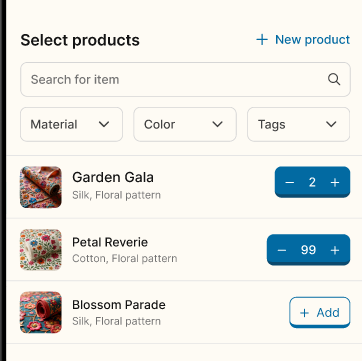 Select products
+ New product
Search for item
Material
Color
Tags
Garden Gala
Silk, Floral pattern
− 2 +
Petal Reverie
Cotton, Floral pattern
− 99 +
Blossom Parade
Silk, Floral pattern
+ Add